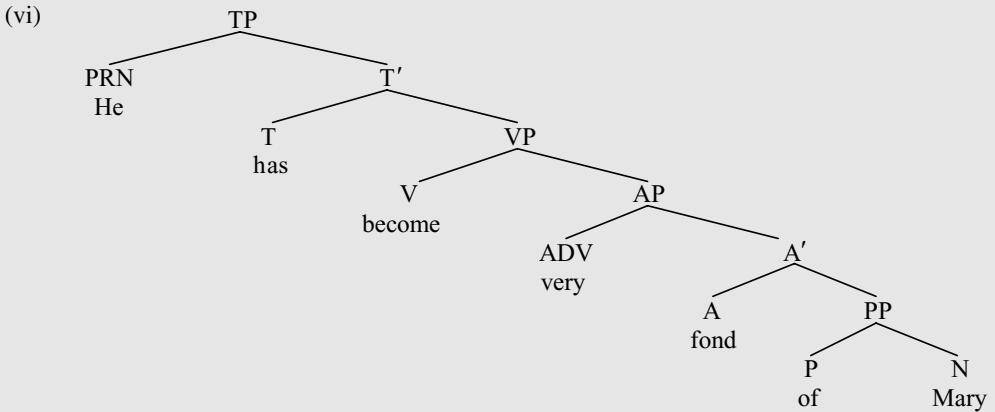 (vi) TP
PRN T′
He
T VP
has
V AP
become
ADV A′
very
A PP
fond
P N
of Mary